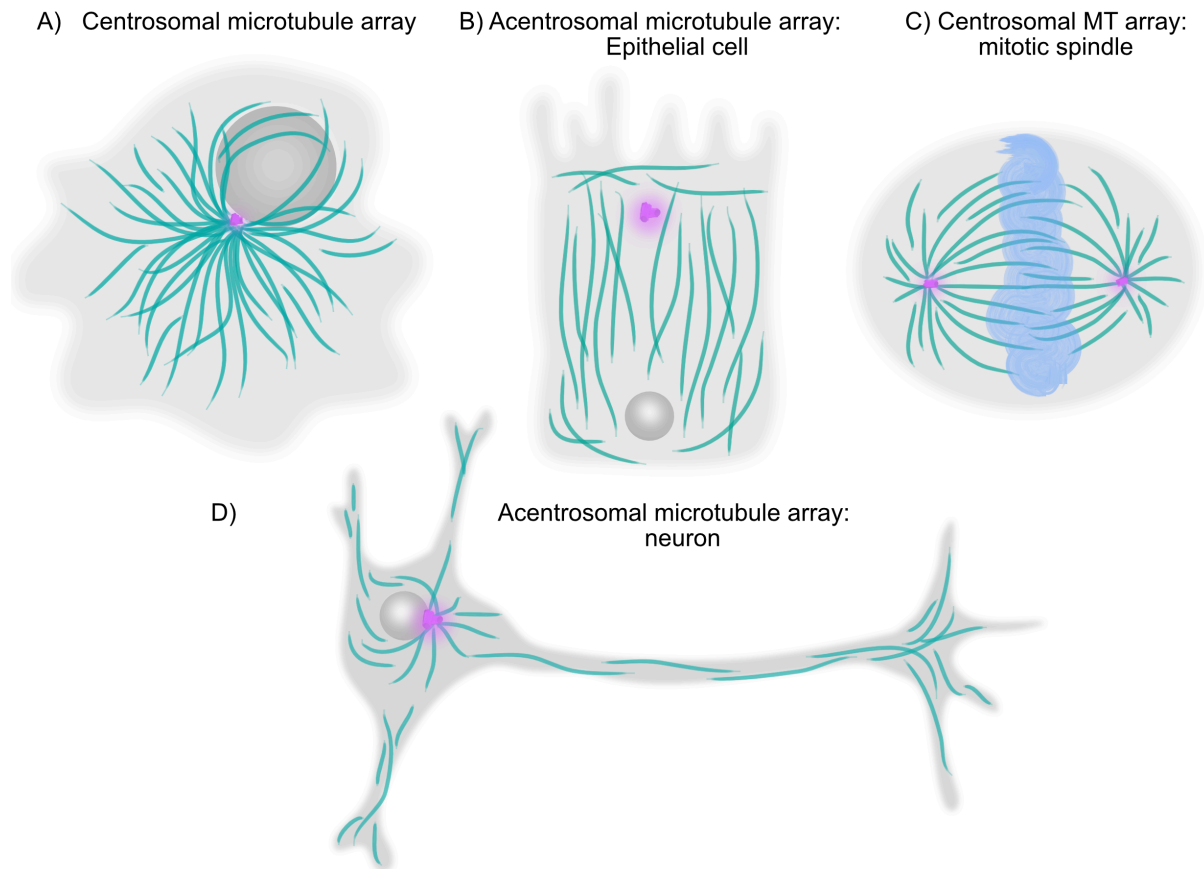 A) Centrosomal microtubule array
B) Acentrosomal microtubule array:
Epithelial cell
C) Centrosomal MT array:
mitotic spindle
D) Acentrosomal microtubule array:
neuron